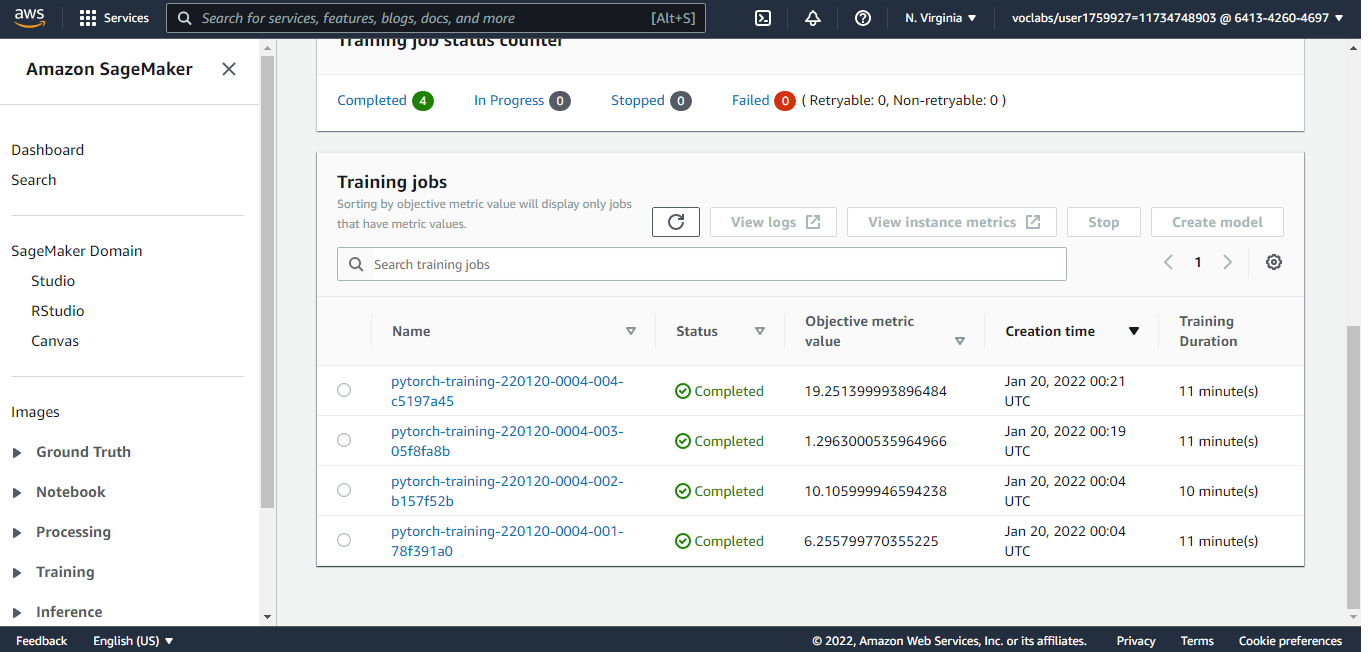 aws
Services
Search for services, features, blogs, docs, and more [Alt+S]
N. Virginia
voclabs/user1759927=11734748903 @ 6413-4260-4697
Amazon SageMaker
Dashboard
Search
SageMaker Domain
Studio
RStudio
Canvas
Images
Ground Truth
Notebook
Processing
Training
Inference
Training job status counter
Completed 4 In Progress 0 Stopped 0 Failed 0 ( Retryable: 0, Non-retryable: 0 )
Training jobs
Sorting by objective metric value will display only jobs
that have metric values.
View logs
View instance metrics
Stop
Create model
Search training jobs
1
Name
Status
Objective metric
value
Creation time
Training
Duration
pytorch-training-220120-0004-004-
c5197a45
Completed
19.251399993896484
Jan 20, 2022 00:21
UTC
11 minute(s)
pytorch-training-220120-0004-003-
05f8fa8b
Completed
1.2963000535964966
Jan 20, 2022 00:19
UTC
11 minute(s)
pytorch-training-220120-0004-002-
b157f52b
Completed
10.105999946594238
Jan 20, 2022 00:04
UTC
10 minute(s)
pytorch-training-220120-0004-001-
78f391a0
Completed
6.255799770355225
Jan 20, 2022 00:04
UTC
11 minute(s)
Feedback
English (US)
© 2022, Amazon Web Services, Inc. or its affiliates.
Privacy
Terms
Cookie preferences